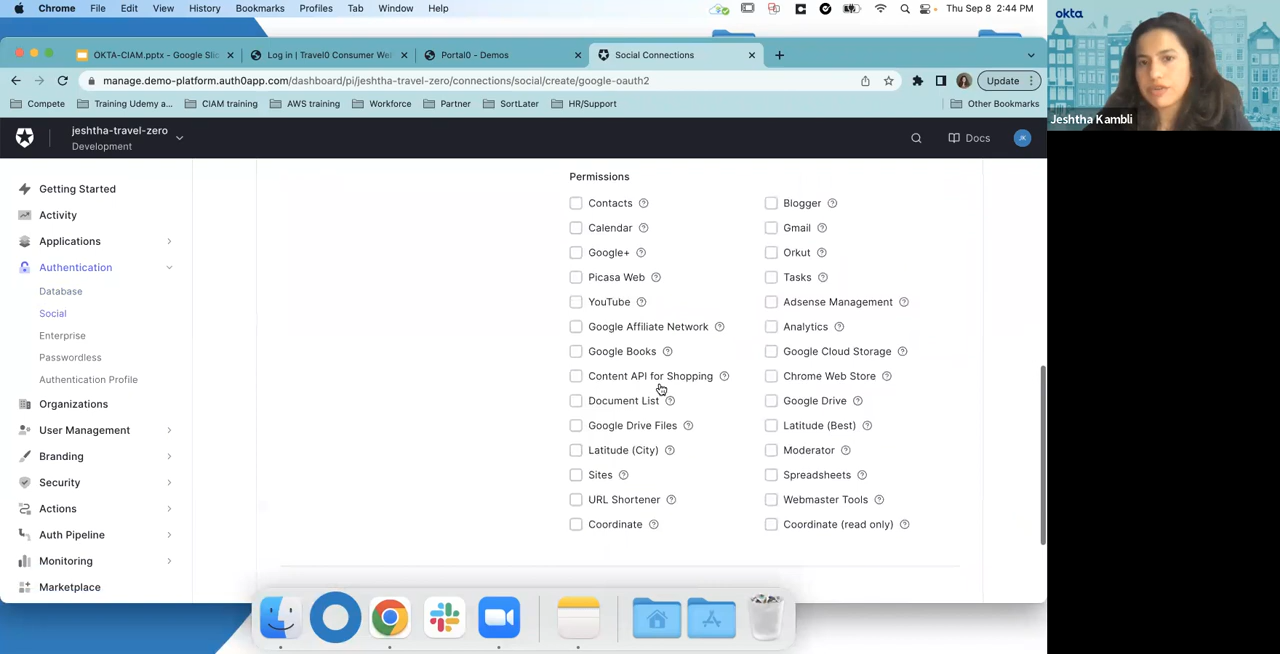 Chrome File Edit View History Bookmarks Profiles Tab Window Help Thu Sep 8 2:44 PM
okta
OKTA-CIAM.pptx - Google Slic Log in | Travel0 Consumer We Portal0 - Demos Social Connections
manage.demo-platform.auth0app.com/dashboard/pi/jeshtha-travel-zero/connections/social/create/google-oauth2 Update
Compete Training Udemy a... CIAM training AWS training Workforce Partner SortLater HR/Support Other Bookmarks
Jeshtha Kambli
jeshtha-travel-zero
Development
Docs JK
Getting Started
Activity
Applications
Authentication
Database
Social
Enterprise
Passwordless
Authentication Profile
Organizations
User Management
Branding
Security
Actions
Auth Pipeline
Monitoring
Marketplace
Permissions
Contacts Blogger
Calendar Gmail
Google+ Orkut
Picasa Web Tasks
YouTube Adsense Management
Google Affiliate Network Analytics
Google Books Google Cloud Storage
Content API for Shopping Chrome Web Store
Document List Google Drive
Google Drive Files Latitude (Best)
Latitude (City) Moderator
Sites Spreadsheets
URL Shortener Webmaster Tools
Coordinate Coordinate (read only)